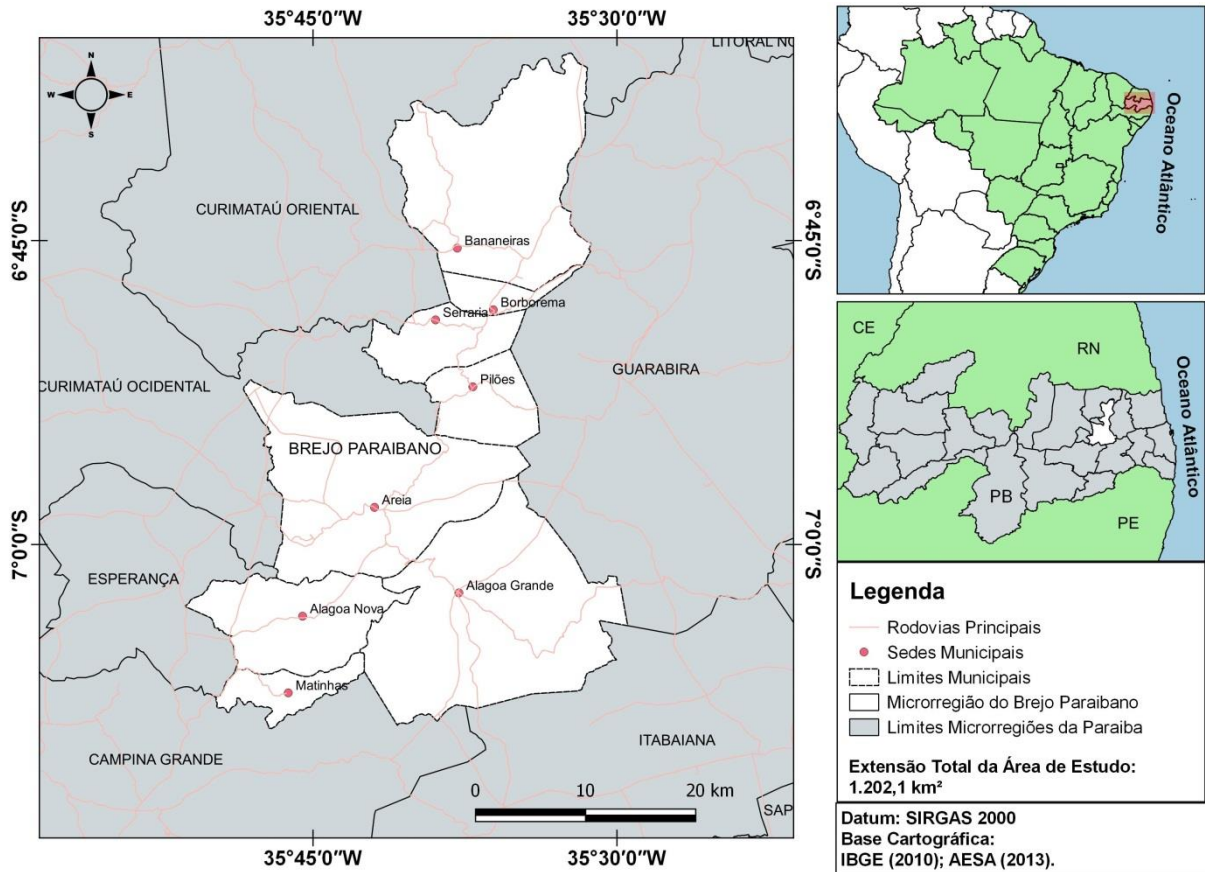 35°45'0''W
35°30'0''W
LITORAL NO
N
W
E
S
CURIMATAÚ ORIENTAL
6°45'0''S
6°45'0''S
Bananeiras
Borborema
Serraria
CURIMATAÚ OCIDENTAL
Pilões
GUARABIRA
BREJO PARAIBANO
Areia
7°0'0''S
7°0'0''S
ESPERANÇA
Alagoa Grande
Alagoa Nova
Matinhas
CAMPINA GRANDE
ITABAIANA
0
10
20 km
SAP
35°45'0''W
35°30'0''W
Oceano Atlântico
CE
RN
Oceano Atlântico
PB
PE
Legenda
Rodovias Principais
Sedes Municipais
Limites Municipais
Microrregião do Brejo Paraibano
Limites Microrregiões da Paraiba
Extensão Total da Área de Estudo:
1.202,1 km²
Datum: SIRGAS 2000
Base Cartográfica:
IBGE (2010); AESA (2013).